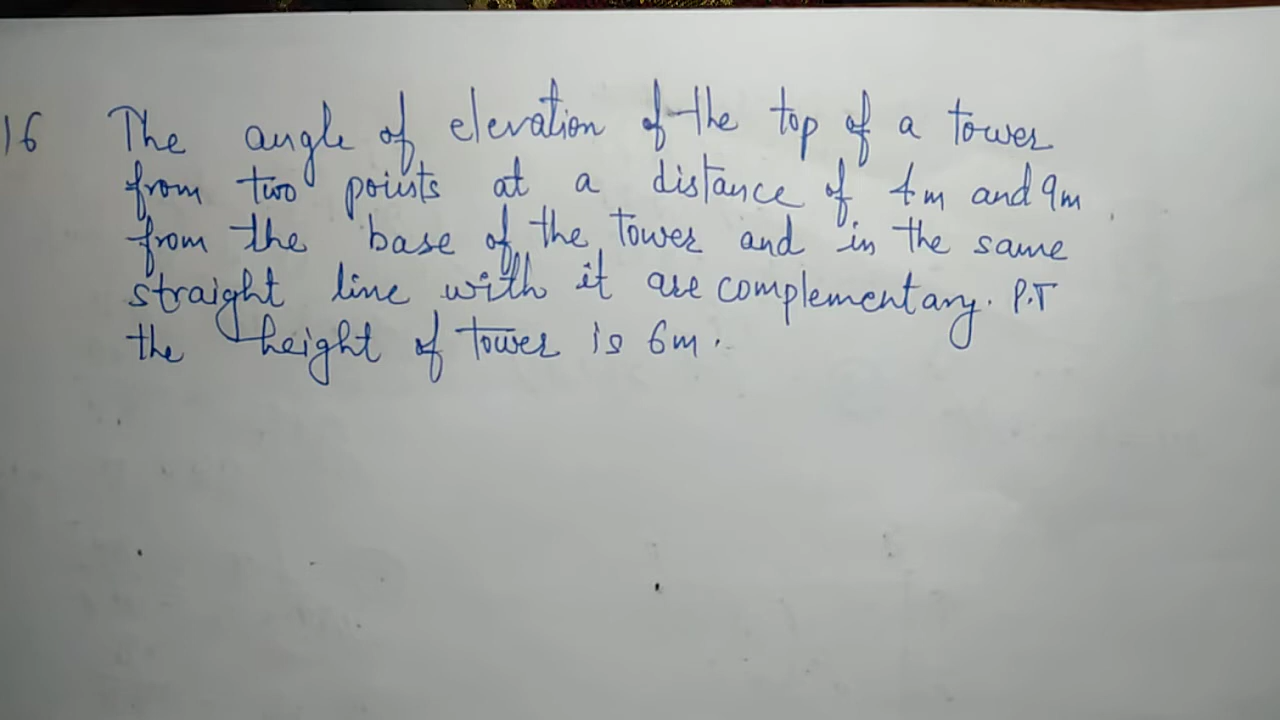 16 The angle of elevation of the top of a tower
from two points at a distance of 4m and 9m
from the base of the tower and in the same
straight line with it are complementary. P.T
the height of tower is 6m.